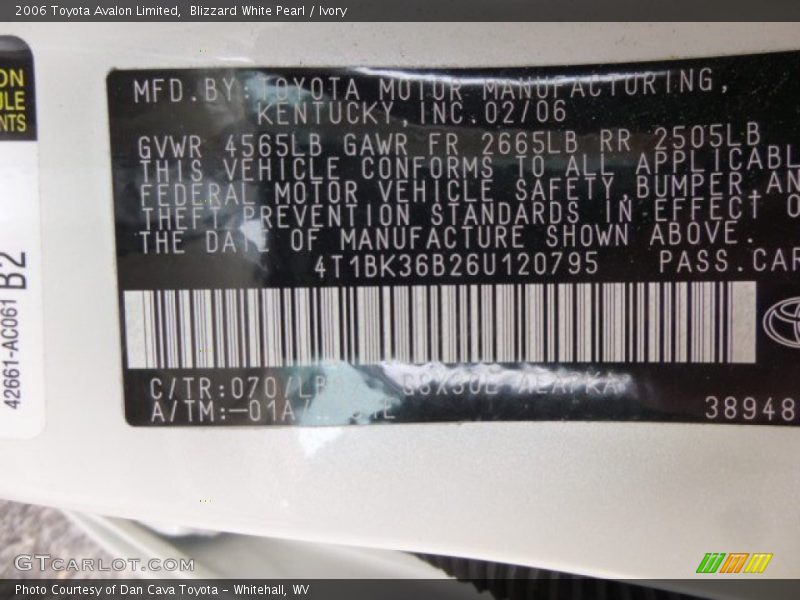 2006 Toyota Avalon Limited, Blizzard White Pearl / Ivory
ON
ULE
NTS
B2
42661-AC061
MFD.BY:TOYOTA MOTOR MANUFACTURING,
KENTUCKY,INC.02/06
GVWR 4565LB GAWR FR 2665LB RR 2505LB
THIS VEHICLE CONFORMS TO ALL APPLICABL
FEDERAL MOTOR VEHICLE SAFETY,BUMPER,AN
THEFT PREVENTION STANDARDS IN EFFECT O
THE DATE OF MANUFACTURE SHOWN ABOVE.
4T1BK36B26U120795 PASS.CAR
C/TR:070/
A/TM:-01A/
38948
GTCARLOT.COM
Photo Courtesy of Dan Cava Toyota – Whitehall, WV